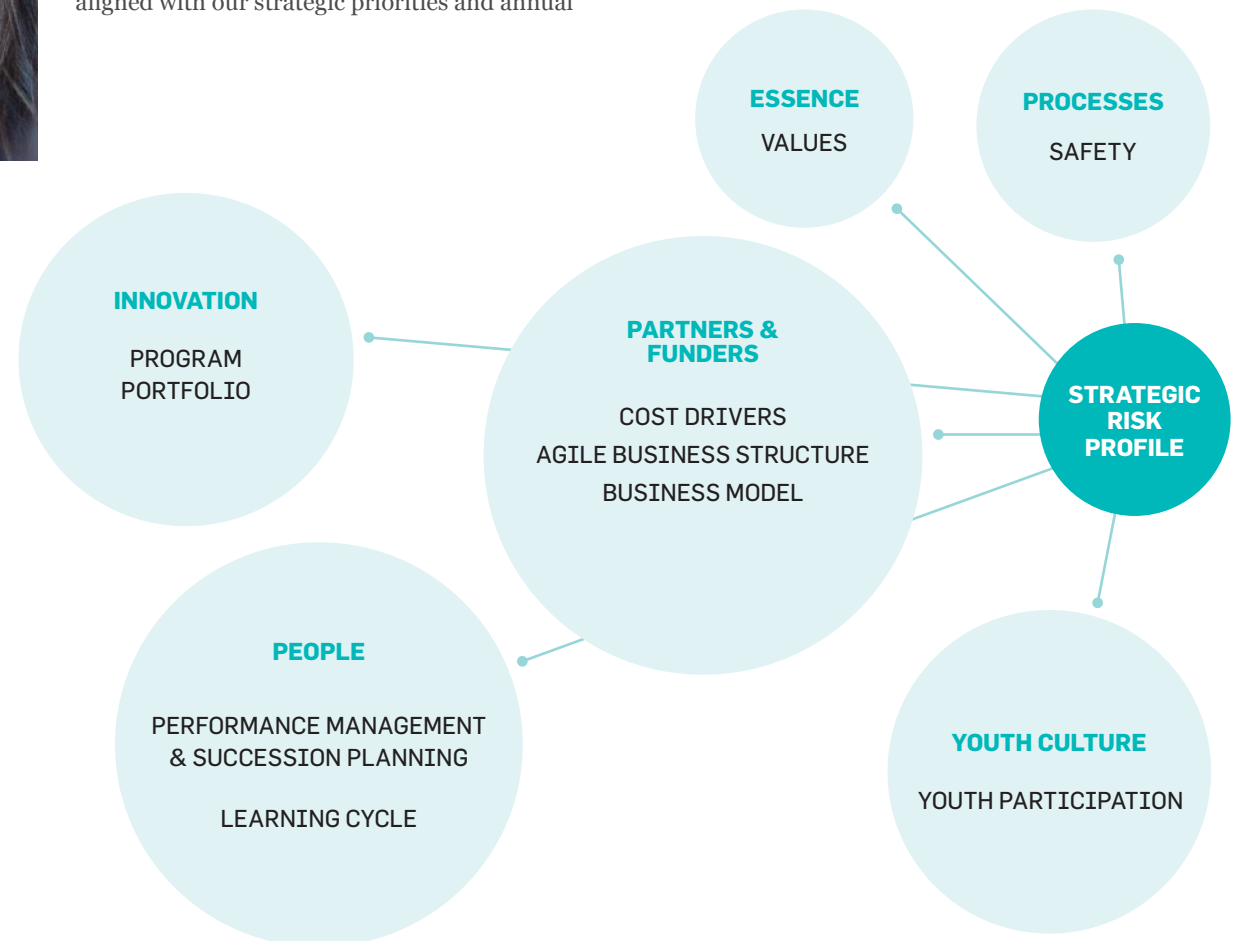 aligned with our strategic priorities and annual
ESSENCE
VALUES
PROCESSES
SAFETY
INNOVATION
PROGRAM
PORTFOLIO
PARTNERS &
FUNDERS
COST DRIVERS
AGILE BUSINESS STRUCTURE
BUSINESS MODEL
STRATEGIC
RISK
PROFILE
PEOPLE
PERFORMANCE MANAGEMENT
& SUCCESSION PLANNING
LEARNING CYCLE
YOUTH CULTURE
YOUTH PARTICIPATION